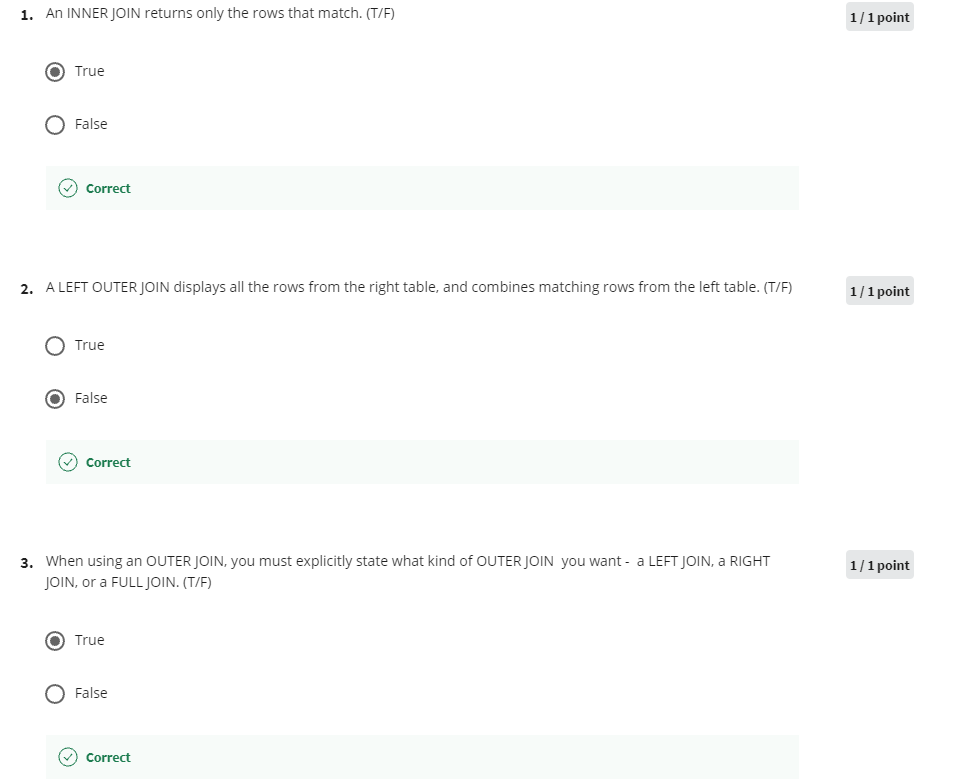 1. An INNER JOIN returns only the rows that match. (T/F)
1 / 1 point
True
False
Correct
2. A LEFT OUTER JOIN displays all the rows from the right table, and combines matching rows from the left table. (T/F)
1 / 1 point
True
False
Correct
3. When using an OUTER JOIN, you must explicitly state what kind of OUTER JOIN you want - a LEFT JOIN, a RIGHT
JOIN, or a FULL JOIN. (T/F)
1 / 1 point
True
False
Correct